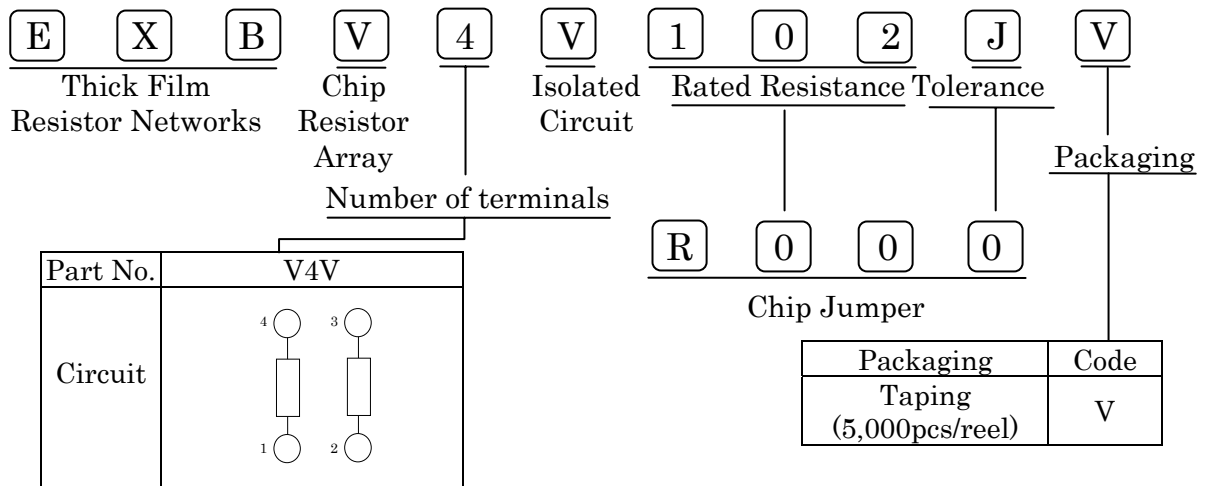 E X B V 4 V 1 0 2 J V
Thick Film
Resistor Networks
Chip
Resistor
Array
Isolated
Circuit
Rated Resistance
Tolerance
Packaging
Number of terminals
R 0 0 0
Chip Jumper
Part No. V4V
Circuit
4 3
1 2
Packaging Code
Taping
(5,000pcs/reel)
V